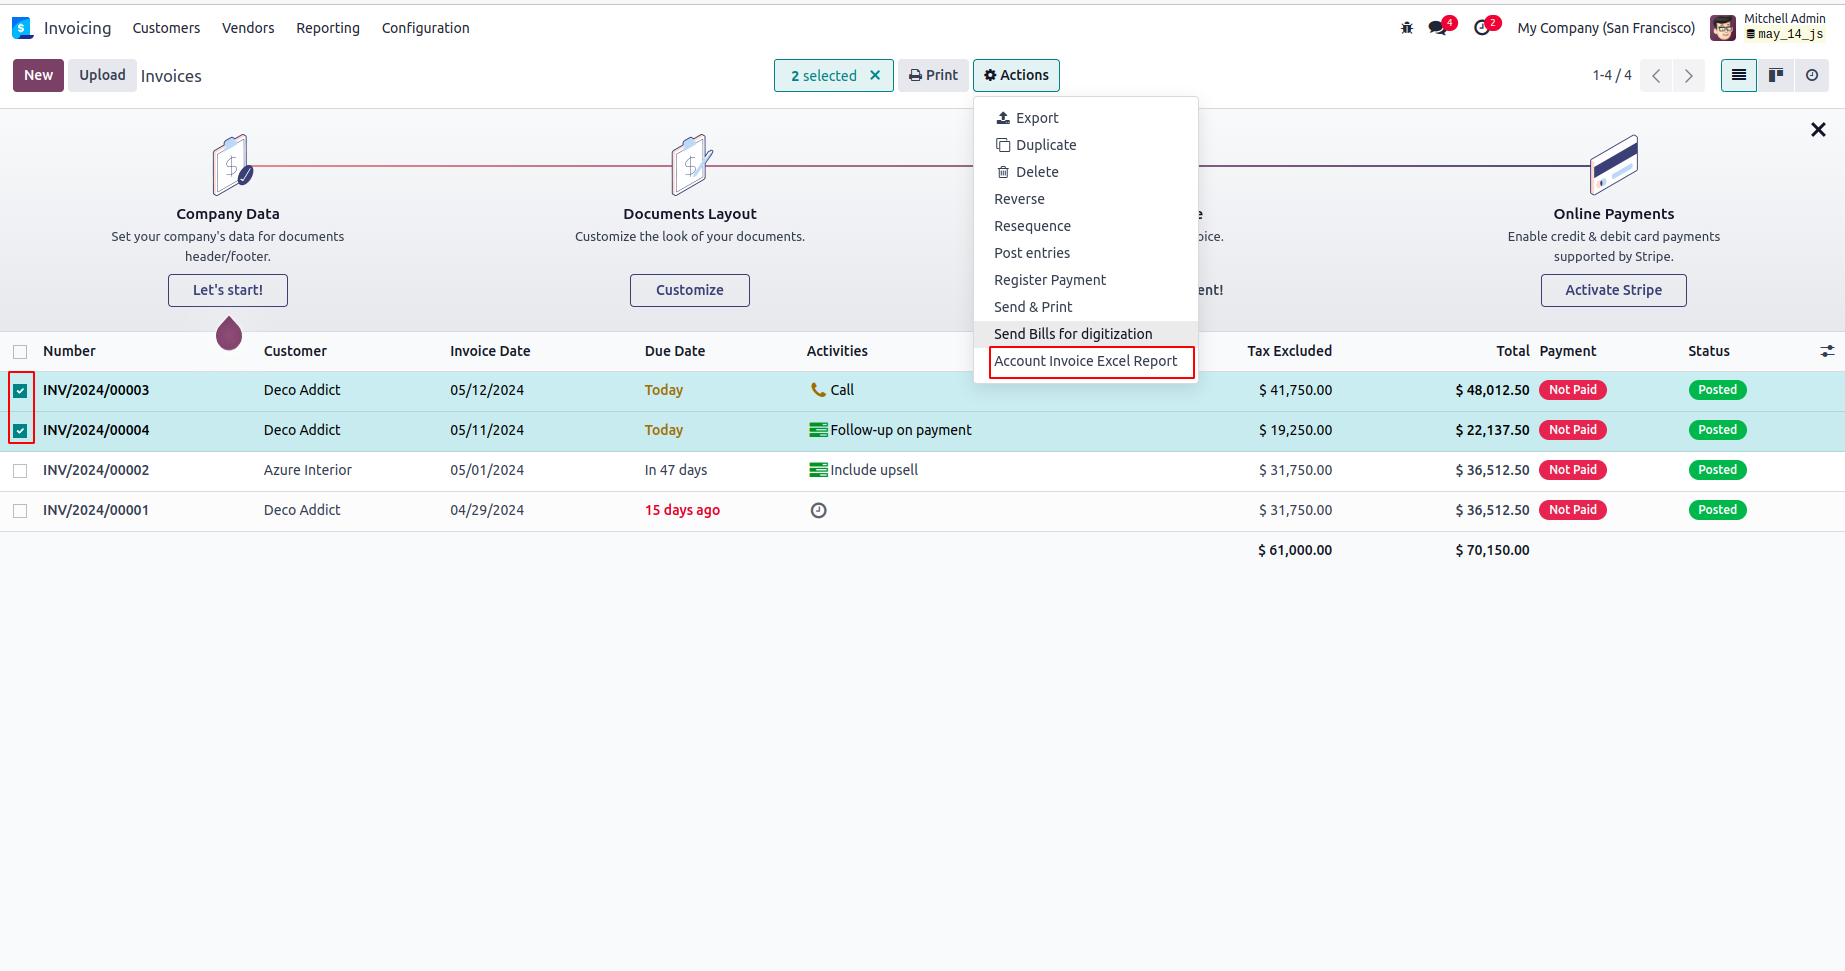 Invoicing Customers Vendors Reporting Configuration 4 2 My Company (San Francisco) Mitchell Admin
may_14_js
New Upload Invoices 2 selected Print Actions 1-4 / 4
Export
Duplicate
Delete
Reverse
Resequence
Post entries
Register Payment
Send & Print
Send Bills for digitization
Account Invoice Excel Report
Company Data
Set your company's data for documents
header/footer.
Let's start!
Documents Layout
Customize the look of your documents.
Customize
e
oice.
ent!
Online Payments
Enable credit & debit card payments
supported by Stripe.
Activate Stripe
Number Customer Invoice Date Due Date Activities Tax Excluded Total Payment Status
INV/2024/00003 Deco Addict 05/12/2024 Today Call $ 41,750.00 $ 48,012.50 Not Paid Posted
INV/2024/00004 Deco Addict 05/11/2024 Today Follow-up on payment $ 19,250.00 $ 22,137.50 Not Paid Posted
INV/2024/00002 Azure Interior 05/01/2024 In 47 days Include upsell $ 31,750.00 $ 36,512.50 Not Paid Posted
INV/2024/00001 Deco Addict 04/29/2024 15 days ago $ 31,750.00 $ 36,512.50 Not Paid Posted
$ 61,000.00 $ 70,150.00